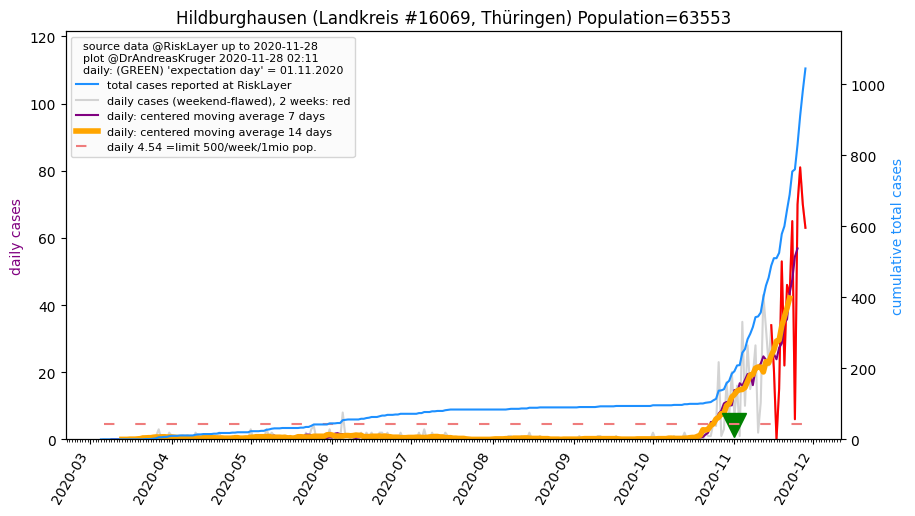 Hildburghausen (Landkreis #16069, Thüringen) Population=63553
source data @RiskLayer up to 2020-11-28
plot @DrAndreasKruger 2020-11-28 02:11
daily: (GREEN) 'expectation day' = 01.11.2020
total cases reported at RiskLayer
daily cases (weekend-flawed), 2 weeks: red
daily: centered moving average 7 days
daily: centered moving average 14 days
daily 4.54 =limit 500/week/1mio pop.
daily cases
120
100
80
60
40
20
0
cumulative total cases
1000
800
600
400
200
0
2020-03
2020-04
2020-05
2020-06
2020-07
2020-08
2020-09
2020-10
2020-11
2020-12